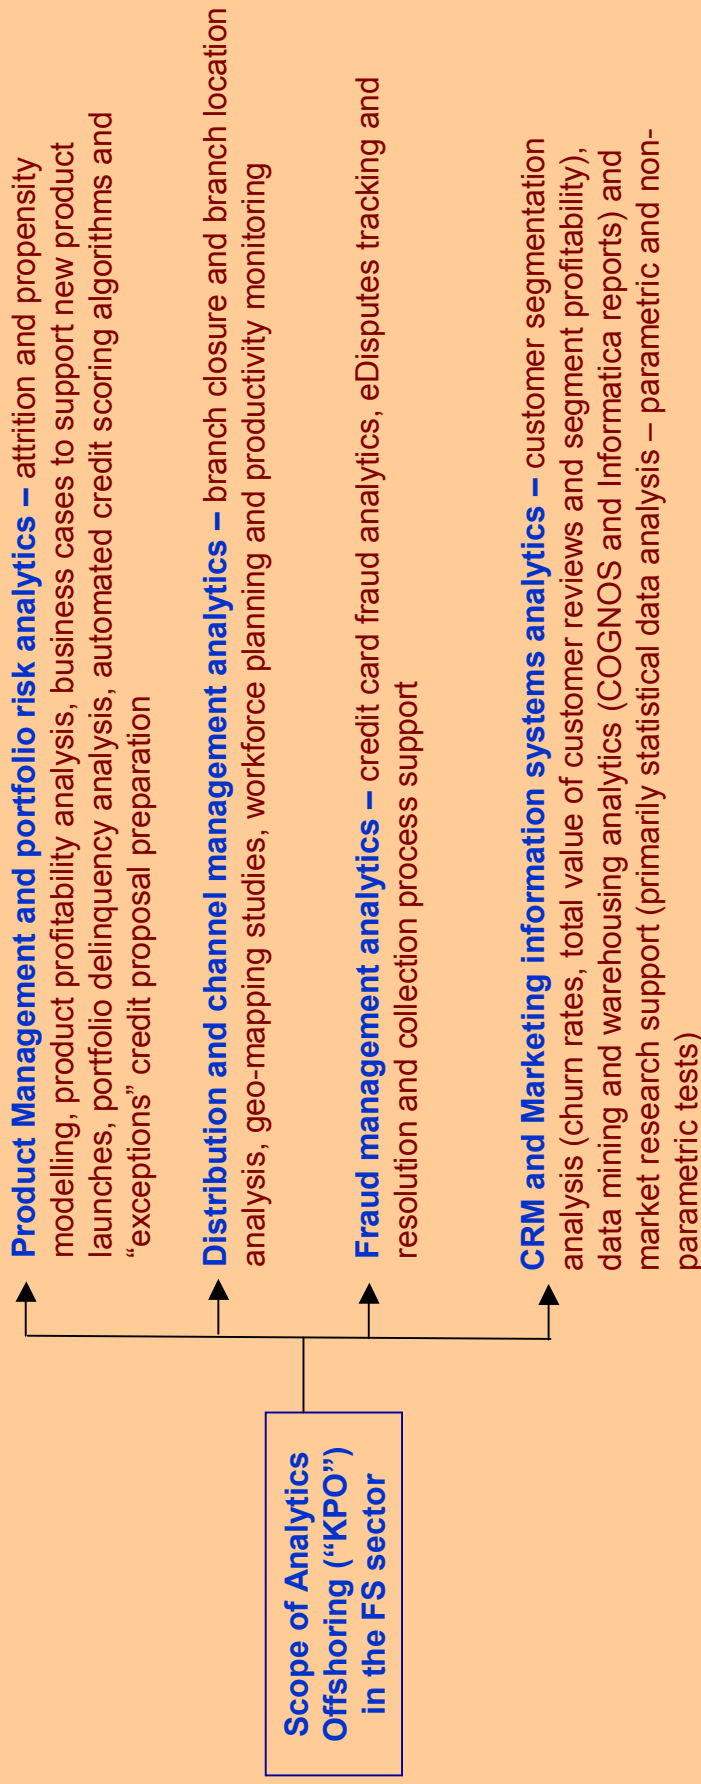 Scope of Analytics
Offshoring (“KPO”)
in the FS sector
Product Management and portfolio risk analytics – attrition and propensity
modelling, product profitability analysis, business cases to support new product
launches, portfolio delinquency analysis, automated credit scoring algorithms and
“exceptions” credit proposal preparation
Distribution and channel management analytics – branch closure and branch location
analysis, geo-mapping studies, workforce planning and productivity monitoring
Fraud management analytics – credit card fraud analytics, eDisputes tracking and
resolution and collection process support
CRM and Marketing information systems analytics – customer segmentation
analysis (churn rates, total value of customer reviews and segment profitability),
data mining and warehousing analytics (COGNOS and Informatica reports) and
market research support (primarily statistical data analysis – parametric and non-
parametric tests)